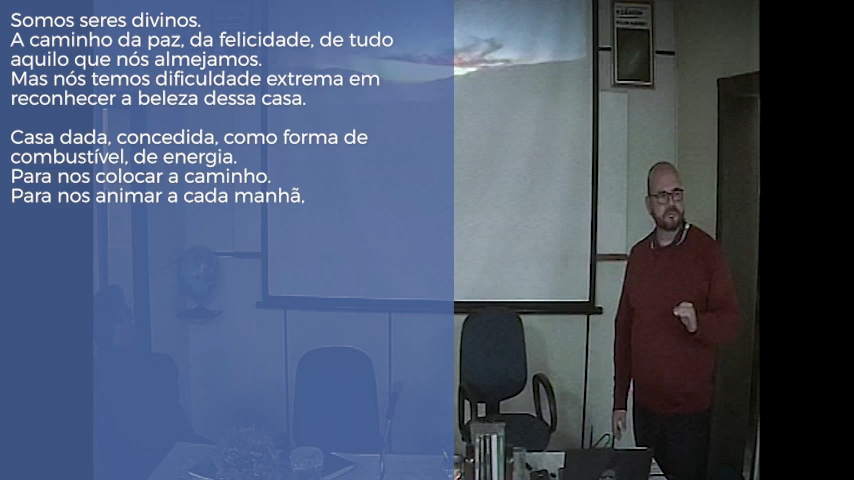 Somos seres divinos.
A caminho da paz, da felicidade, de tudo
aquilo que nós almejamos.
Mas nós temos dificuldade extrema em
reconhecer a beleza dessa casa.
Casa dada, concedida, como forma de
combustível, de energia.
Para nos colocar a caminho.
Para nos animar a cada manhã,